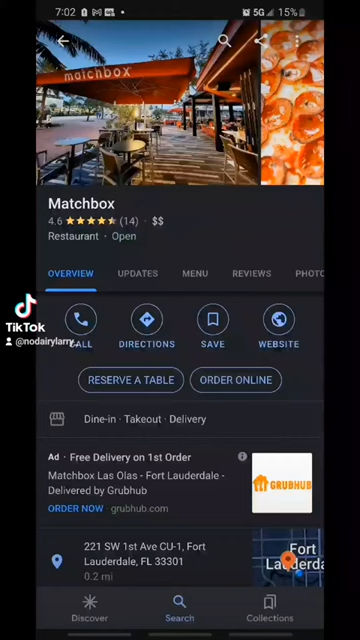 7:02
5G 15%
matchbox
Matchbox
4.6 (14) · $$
Restaurant · Open
OVERVIEW UPDATES MENU REVIEWS PHOTO
TikTok
@nodairylarry..
CALL DIRECTIONS SAVE WEBSITE
RESERVE A TABLE ORDER ONLINE
Dine-in · Takeout · Delivery
Ad · Free Delivery on 1st Order
Matchbox Las Olas - Fort Lauderdale -
Delivered by Grubhub
ORDER NOW grubhub.com
GRUBHUB
221 SW 1st Ave CU-1, Fort
Lauderdale, FL 33301
0.2 mi
Fort
Lauderda
Discover Search Collections